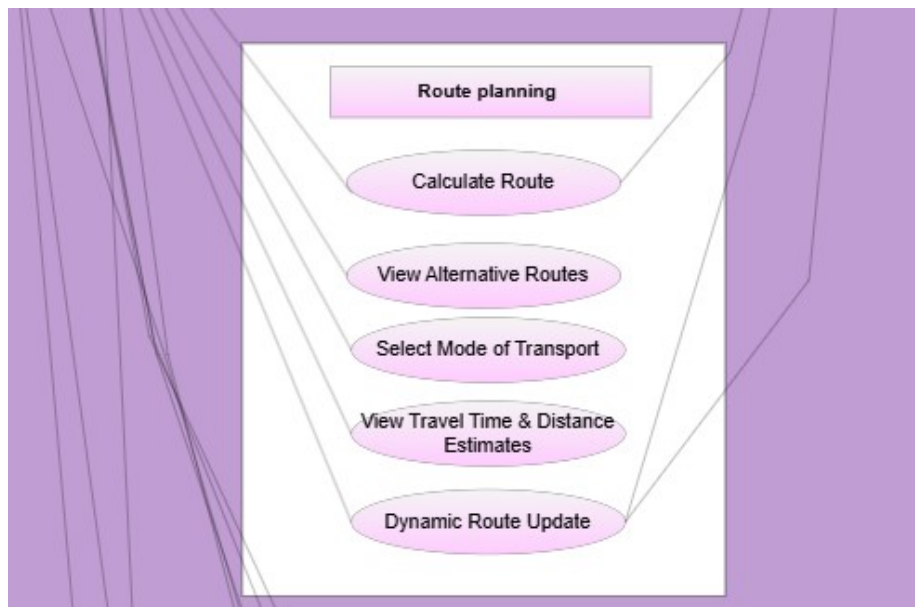 Route planning
Calculate Route
View Alternative Routes
Select Mode of Transport
View Travel Time & Distance
Estimates
Dynamic Route Update